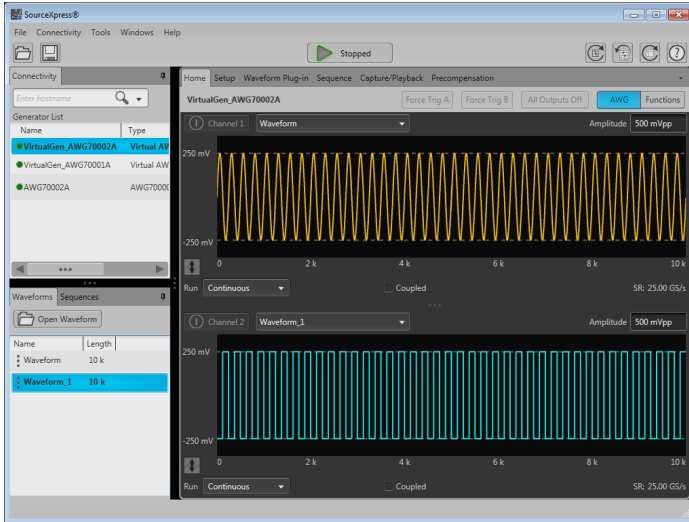 SourceXpress®
File Connectivity Tools Windows Help
Stopped
Connectivity
Enter hostname
Generator List
Name Type
VirtualGen_AWG70002A Virtual AW
VirtualGen_AWG70001A Virtual AW
AWG70002A AWG7000(
Waveforms Sequences
Open Waveform
Name Length
Waveform 10 k
Waveform_1 10 k
Home Setup Waveform Plug-in Sequence Capture/Playback Precompensation
VirtualGen_AWG70002A Force Trig A Force Trig B All Outputs Off AWG Functions
Channel 1 Waveform Amplitude 500 mVpp
250 mV
-250 mV
0 2 k 4 k 6 k 8 k 10 k
Run Continuous Coupled SR: 25.00 GS/s
Channel 2 Waveform_1 Amplitude 500 mVpp
250 mV
-250 mV
0 2 k 4 k 6 k 8 k 10 k
Run Continuous Coupled SR: 25.00 GS/s